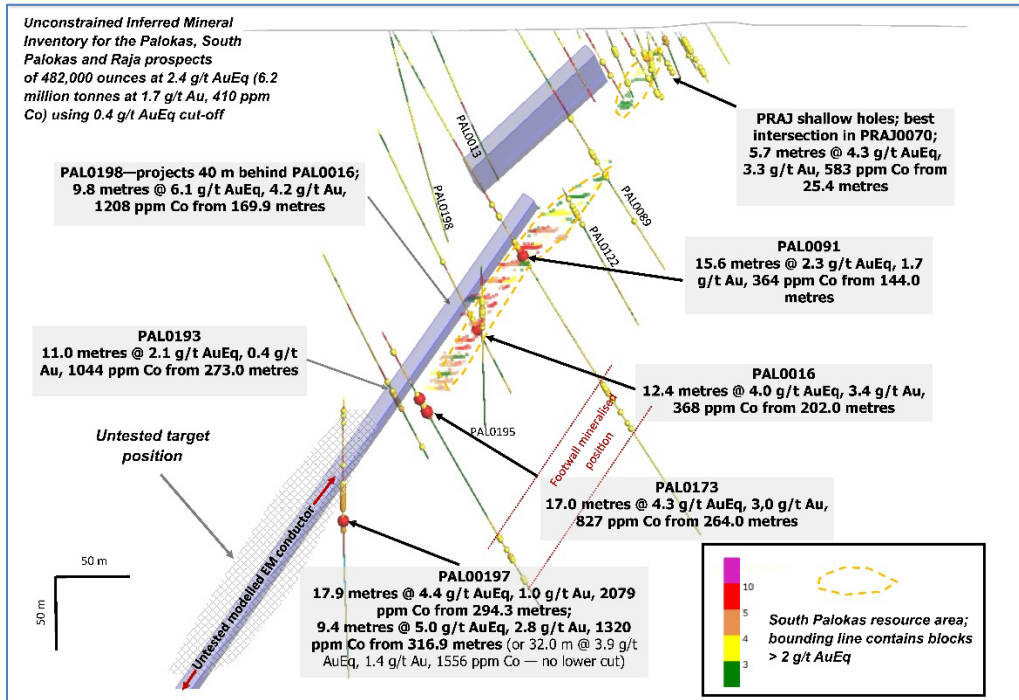 Unconstrained Inferred Mineral
Inventory for the Palokas, South
Palokas and Raja prospects
of 482,000 ounces at 2.4 g/t AuEq (6.2
million tonnes at 1.7 g/t Au, 410 ppm
Co) using 0.4 g/t AuEq cut-off
PAL0198—projects 40 m behind PAL0016;
9.8 metres @ 6.1 g/t AuEq, 4.2 g/t Au,
1208 ppm Co from 169.9 metres
PAL0013
PAL0198
PRAJ shallow holes; best
intersection in PRAJ0070;
5.7 metres @ 4.3 g/t AuEq,
3.3 g/t Au, 583 ppm Co from
25.4 metres
PAL0089
PAL0122
PAL0091
15.6 metres @ 2.3 g/t AuEq, 1.7
g/t Au, 364 ppm Co from 144.0
metres
PAL0193
11.0 metres @ 2.1 g/t AuEq, 0.4 g/t
Au, 1044 ppm Co from 273.0 metres
PAL0016
12.4 metres @ 4.0 g/t AuEq, 3.4 g/t Au,
368 ppm Co from 202.0 metres
PAL0195
Untested target
position
Footwall mineralised
position
PAL0173
17.0 metres @ 4.3 g/t AuEq, 3,0 g/t Au,
827 ppm Co from 264.0 metres
Untested modelled EM conductor
50 m
50 m
PAL00197
17.9 metres @ 4.4 g/t AuEq, 1.0 g/t Au, 2079
ppm Co from 294.3 metres;
9.4 metres @ 5.0 g/t AuEq, 2.8 g/t Au, 1320
ppm Co from 316.9 metres (or 32.0 m @ 3.9 g/t
AuEq, 1.4 g/t Au, 1556 ppm Co — no lower cut)
10
5
4
3
South Palokas resource area;
bounding line contains blocks
> 2 g/t AuEq